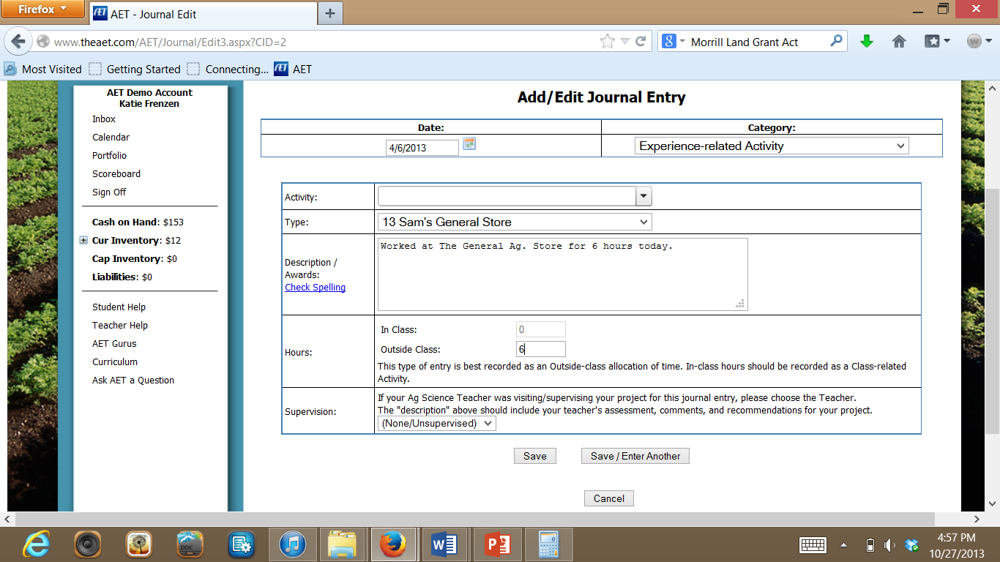 Firefox
AET - Journal Edit
www.theaet.com/AET/Journal/Edit3.aspx?CID=2
Morrill Land Grant Act
Most Visited
Getting Started
Connecting...
AET
AET Demo Account
Katie Frenzen
Inbox
Calendar
Portfolio
Scoreboard
Sign Off
Cash on Hand: $153
Cur Inventory: $12
Cap Inventory: $0
Liabilities: $0
Student Help
Teacher Help
AET Gurus
Curriculum
Ask AET a Question
Add/Edit Journal Entry
Date:
Category:
4/6/2013
Experience-related Activity
Activity:
Type:
13 Sam's General Store
Description /
Awards:
Check Spelling
Worked at The General Ag. Store for 6 hours today.
Hours:
In Class:
0
Outside Class:
6
This type of entry is best recorded as an Outside-class allocation of time. In-class hours should be recorded as a Class-related
Activity.
Supervision:
If your Ag Science Teacher was visiting/supervising your project for this journal entry, please choose the Teacher.
The "description" above should include your teacher's assessment, comments, and recommendations for your project.
(None/Unsupervised)
Save
Save / Enter Another
Cancel
DOC
4:57 PM
10/27/2013